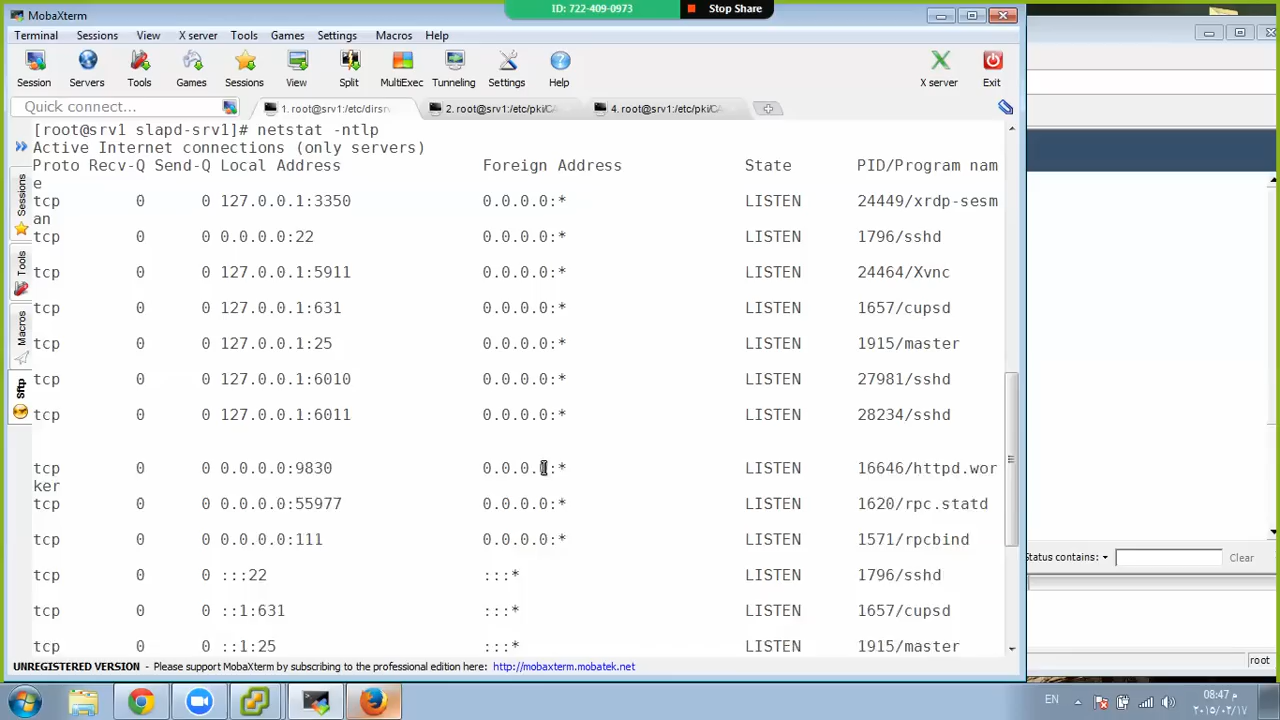 MobaXterm
ID: 722-409-0973
Stop Share
Terminal Sessions View X server Tools Games Settings Macros Help
Session Servers Tools Games Sessions View Split MultiExec Tunneling Settings Help X server Exit
Quick connect...
1. root@srv1:/etc/dirsr
2. root@srv1:/etc/pki/CA
4. root@srv1:/etc/pki/CA
[root@srv1 slapd-srv1]# netstat -ntlp
Active Internet connections (only servers)
Proto Recv-Q Send-Q Local Address Foreign Address State PID/Program nam
e
tcp 0 0 127.0.0.1:3350 0.0.0.0:* LISTEN 24449/xrdp-sesm
an
tcp 0 0 0.0.0.0:22 0.0.0.0:* LISTEN 1796/sshd
tcp 0 0 127.0.0.1:5911 0.0.0.0:* LISTEN 24464/Xvnc
tcp 0 0 127.0.0.1:631 0.0.0.0:* LISTEN 1657/cupsd
tcp 0 0 127.0.0.1:25 0.0.0.0:* LISTEN 1915/master
tcp 0 0 127.0.0.1:6010 0.0.0.0:* LISTEN 27981/sshd
tcp 0 0 127.0.0.1:6011 0.0.0.0:* LISTEN 28234/sshd
tcp 0 0 0.0.0.0:9830 0.0.0.0:* LISTEN 16646/httpd.wor
ker
tcp 0 0 0.0.0.0:55977 0.0.0.0:* LISTEN 1620/rpc.statd
tcp 0 0 0.0.0.0:111 0.0.0.0:* LISTEN 1571/rpcbind
tcp 0 0 :::22 :::* LISTEN 1796/sshd
tcp 0 0 ::1:631 :::* LISTEN 1657/cupsd
tcp 0 0 ::1:25 :::* LISTEN 1915/master
Sessions
Tools
Macros
Sftp
UNREGISTERED VERSION - Please support MobaXterm by subscribing to the professional edition here: http://mobaxterm.mobatek.net
Status contains:
Clear
root
EN
08:47 م
٢٠١٥/٠٢/١٧